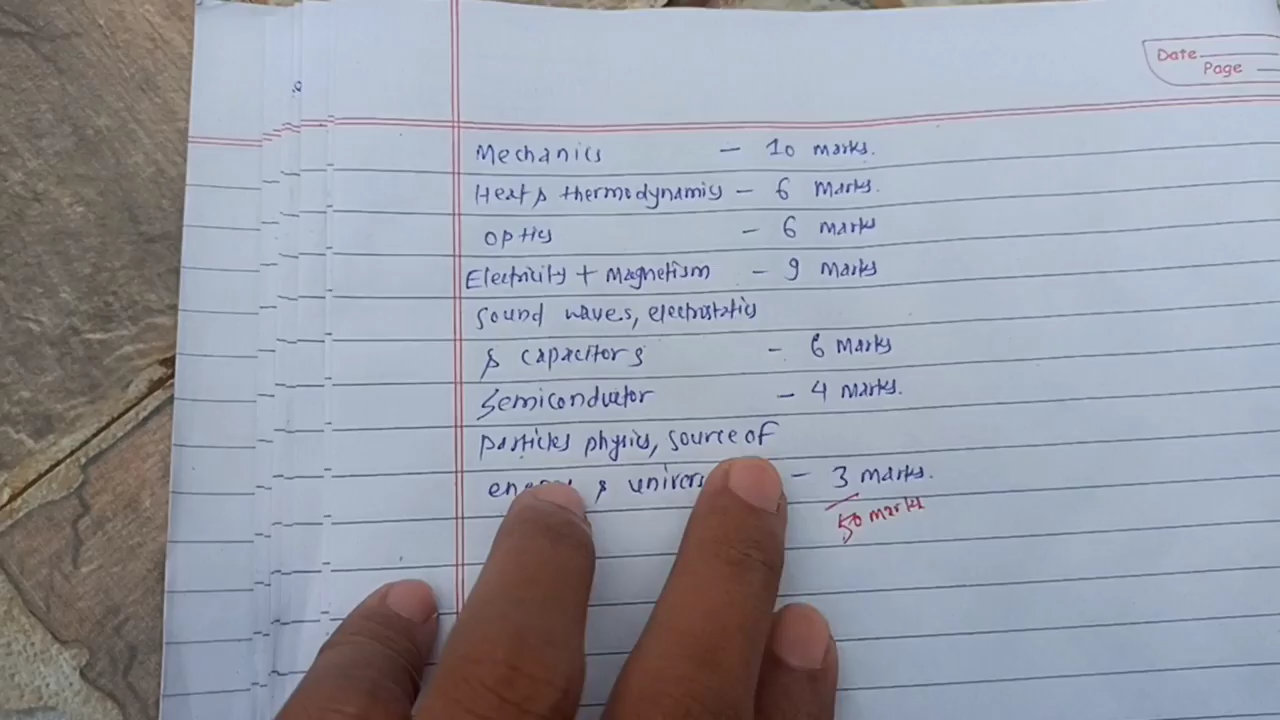 Date
Page
Mechanics - 10 marks.
Heat & thermodynamics - 6 Marks.
optics - 6 marks
Electricity + Magnetism - 9 Marks
Sound waves, electrostatics
& capacitors - 6 Marks
Semiconductor - 4 Marks.
particles physics, source of
& - 3 marks.
50 marks